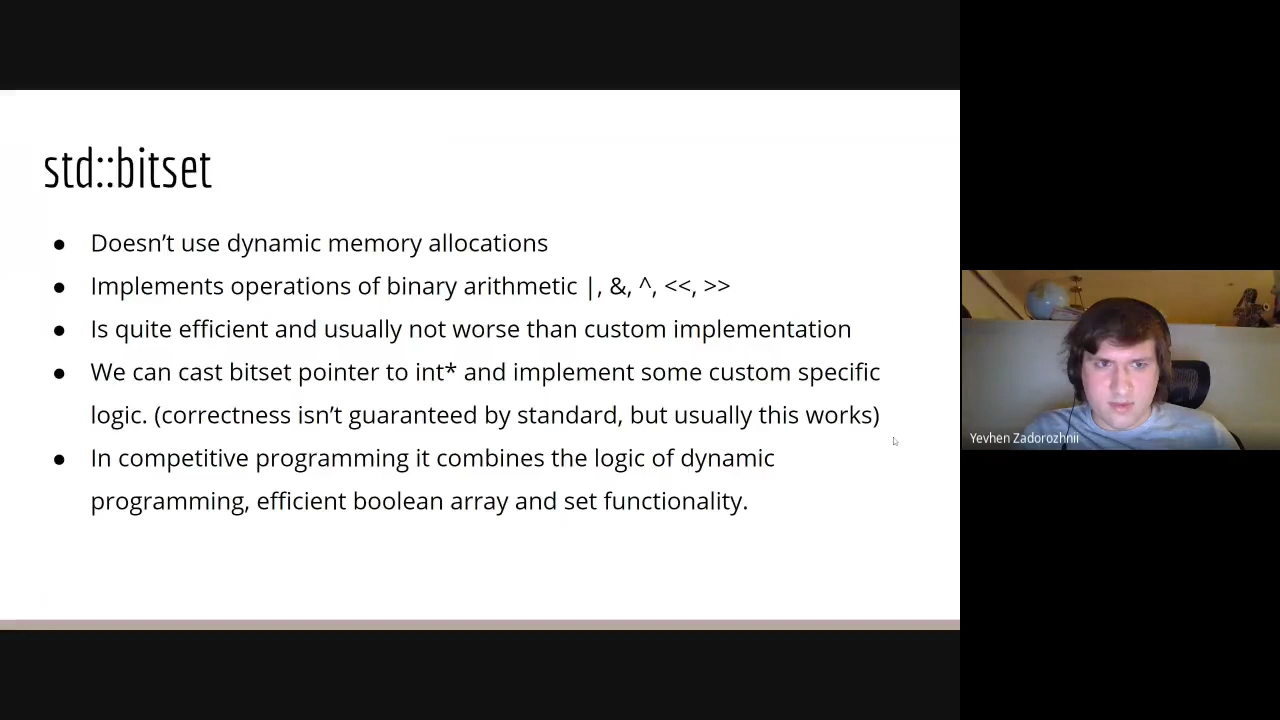 std::bitset
● Doesn’t use dynamic memory allocations
● Implements operations of binary arithmetic |, &, ^, <<, >>
● Is quite efficient and usually not worse than custom implementation
● We can cast bitset pointer to int* and implement some custom specific
logic. (correctness isn’t guaranteed by standard, but usually this works)
● In competitive programming it combines the logic of dynamic
programming, efficient boolean array and set functionality.
Yevhen Zadorozhnii